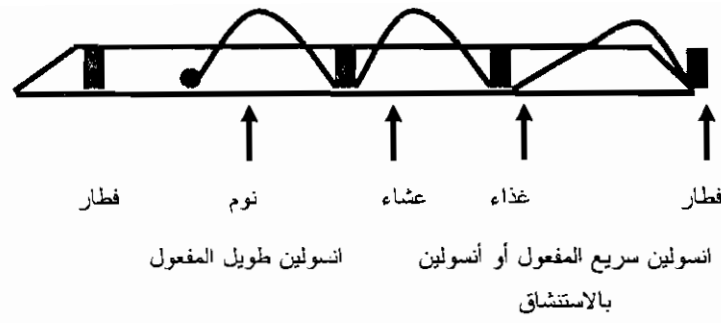 فطار غذاء عشاء نوم فطار
انسولين سريع المفعول أو أنسولين انسولين طويل المفعول
بالاستنشاق